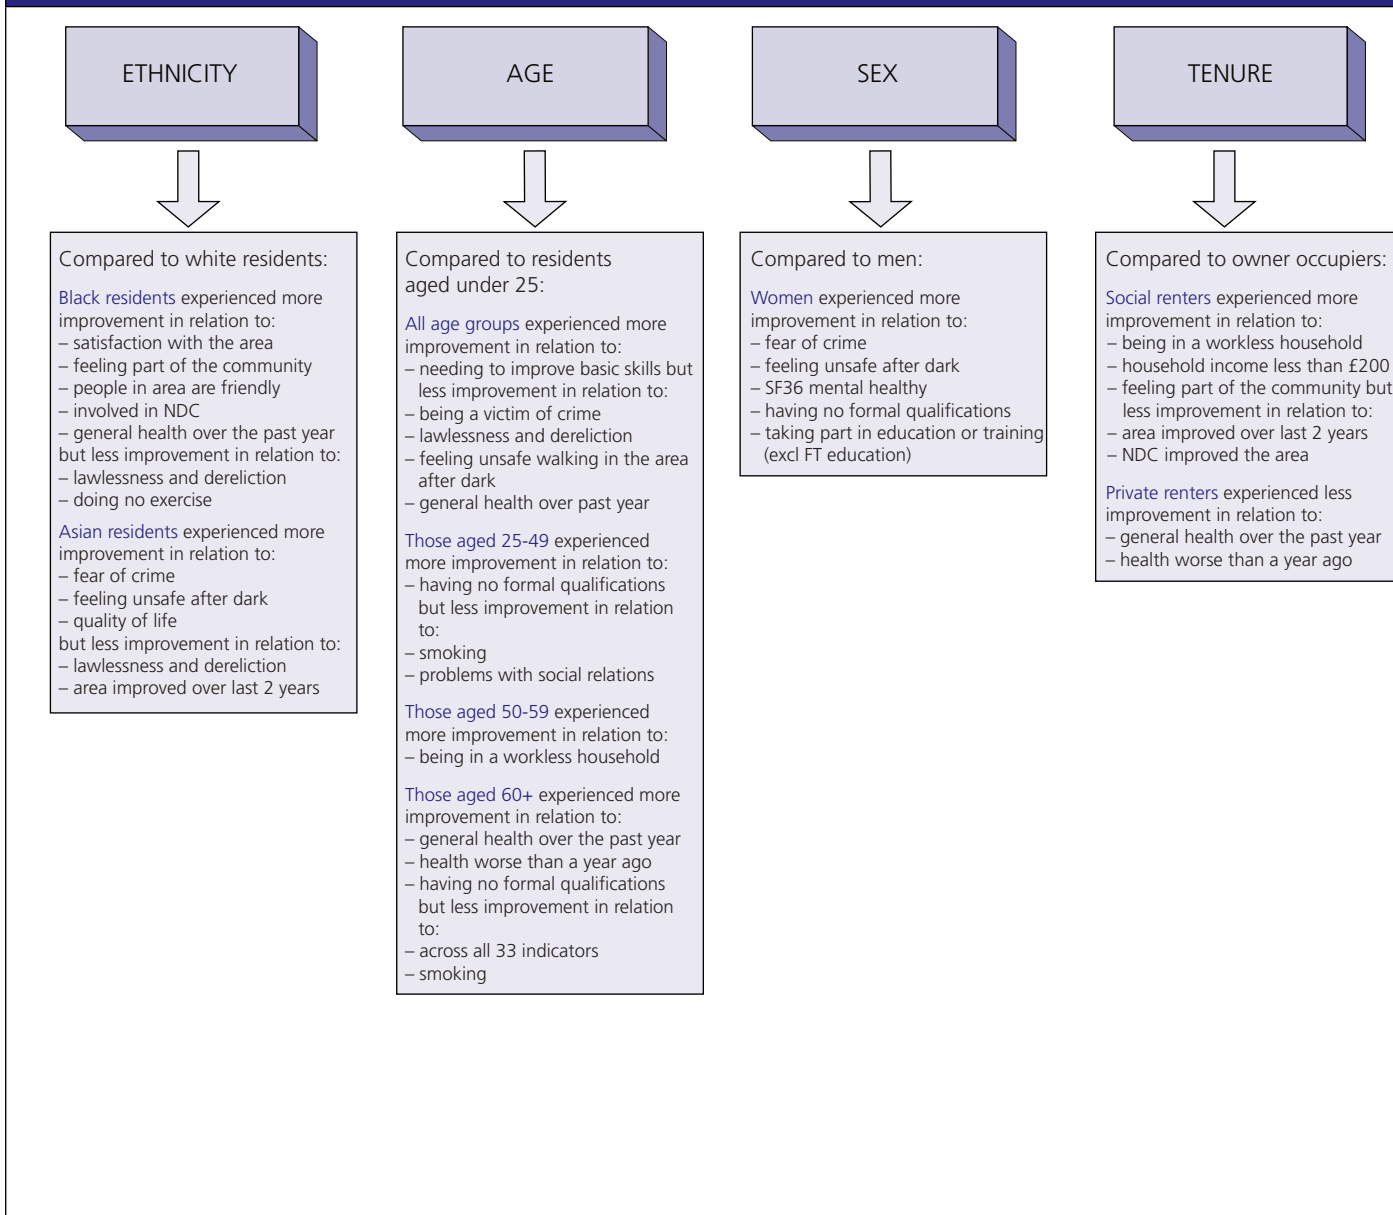 ETHNICITY
Compared to white residents:
Black residents experienced more
improvement in relation to:
– satisfaction with the area
– feeling part of the community
– people in area are friendly
– involved in NDC
– general health over the past year
but less improvement in relation to:
– lawlessness and dereliction
– doing no exercise
Asian residents experienced more
improvement in relation to:
– fear of crime
– feeling unsafe after dark
– quality of life
but less improvement in relation to:
– lawlessness and dereliction
– area improved over last 2 years
AGE
Compared to residents
aged under 25:
All age groups experienced more
improvement in relation to:
– needing to improve basic skills but
less improvement in relation to:
– being a victim of crime
– lawlessness and dereliction
– feeling unsafe walking in the area
after dark
– general health over past year
Those aged 25-49 experienced
more improvement in relation to:
– having no formal qualifications
but less improvement in relation
to:
– smoking
– problems with social relations
Those aged 50-59 experienced
more improvement in relation to:
– being in a workless household
Those aged 60+ experienced more
improvement in relation to:
– general health over the past year
– health worse than a year ago
– having no formal qualifications
but less improvement in relation
to:
– across all 33 indicators
– smoking
SEX
Compared to men:
Women experienced more
improvement in relation to:
– fear of crime
– feeling unsafe after dark
– SF36 mental healthy
– having no formal qualifications
– taking part in education or training
(excl FT education)
TENURE
Compared to owner occupiers:
Social renters experienced more
improvement in relation to:
– being in a workless household
– household income less than £200
– feeling part of the community but
less improvement in relation to:
– area improved over last 2 years
– NDC improved the area
Private renters experienced less
improvement in relation to:
– general health over the past year
– health worse than a year ago